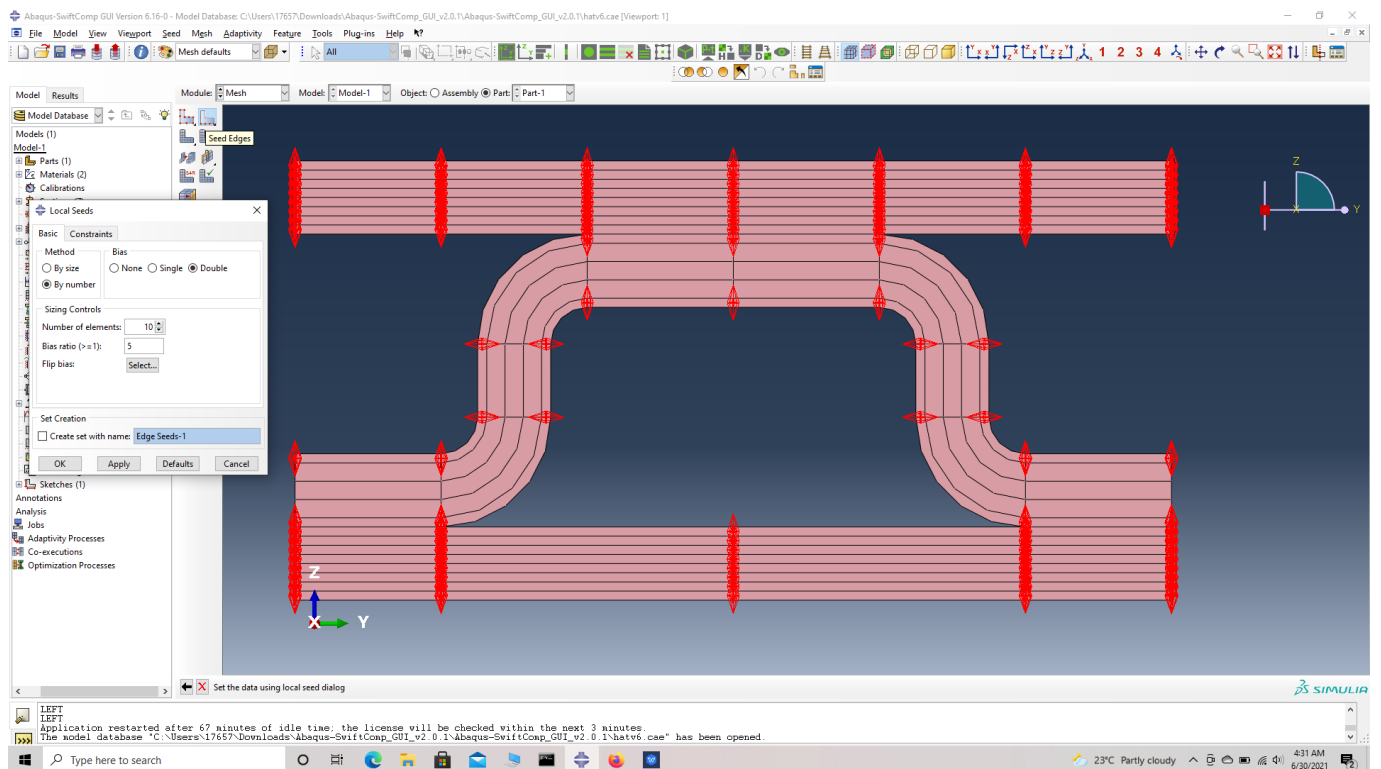 Abaqus-SwiftComp GUI Version 6.16-0 - Model Database: C:\Users\17657\Downloads\Abaqus-SwiftComp_GUI_v2.0.1\Abaqus-SwiftComp_GUI_v2.0.1\hatv6.cae [Viewport: 1]
File Model View Viewport Seed Mesh Adaptivity Feature Tools Plug-ins Help
Mesh defaults All 1 2 3 4
Model Results Module: Mesh Model: Model-1 Object: Assembly Part: Part-1
Model Database
Models (1)
Model-1
Parts (1)
Materials (2)
Calibrations
Seed Edges
Local Seeds
Basic Constraints
Method Bias
By size None Single Double
By number
Sizing Controls
Number of elements: 10
Bias ratio (>=1): 5
Flip bias: Select...
Set Creation
Create set with name: Edge Seeds-1
OK Apply Defaults Cancel
Sketches (1)
Annotations
Analysis
Jobs
Adaptivity Processes
Co-executions
Optimization Processes
Z
X Y
Z
X Y
Set the data using local seed dialog
SIMULIA
LEFT
LEFT
Application restarted after 67 minutes of idle time; the license will be checked within the next 3 minutes.
The model database "C:\Users\17657\Downloads\Abaqus-SwiftComp_GUI_v2.0.1\Abaqus-SwiftComp_GUI_v2.0.1\hatv6.cae" has been opened.
Type here to search
23°C Partly cloudy
4:31 AM
6/30/2021